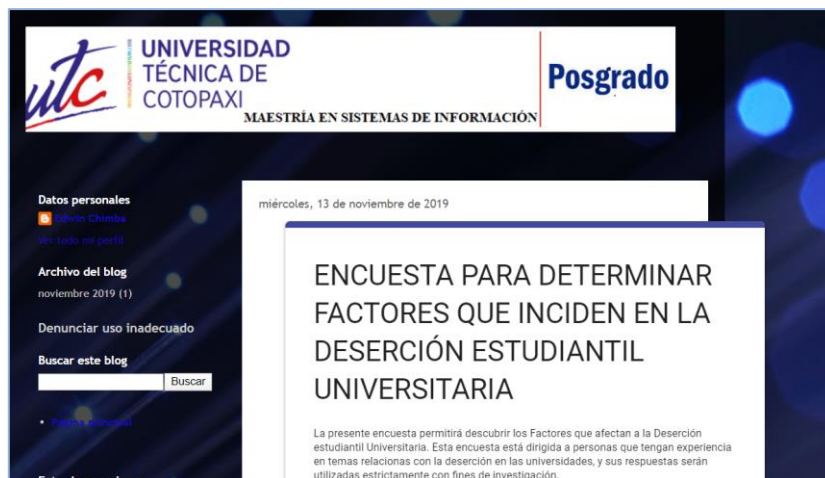 utc
UNIVERSIDAD
TÉCNICA DE
COTOPAXI
MAESTRÍA EN SISTEMAS DE INFORMACIÓN
Posgrado
Datos personales
Edwin Chimba
Ver todo mi perfil
Archivo del blog
noviembre 2019 (1)
Denunciar uso inadecuado
Buscar este blog
Buscar
Página principal
miércoles, 13 de noviembre de 2019
ENCUESTA PARA DETERMINAR
FACTORES QUE INCIDEN EN LA
DESERCIÓN ESTUDIANTIL
UNIVERSITARIA
La presente encuesta permitirá descubrir los Factores que afectan a la Deserción
estudiantil Universitaria. Esta encuesta está dirigida a personas que tengan experiencia
en temas relacionas con la deserción en las universidades, y sus respuestas serán
utilizadas estrictamente con fines de investigación.